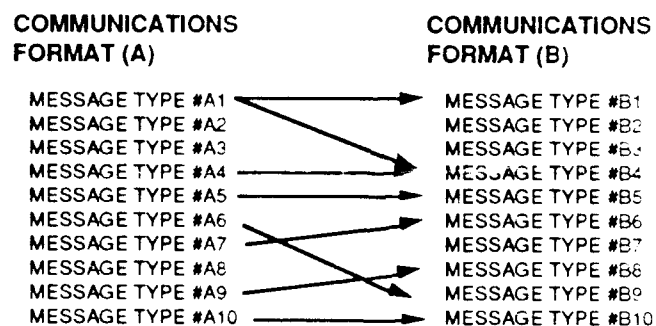 COMMUNICATIONS
FORMAT (A)
MESSAGE TYPE #A1
MESSAGE TYPE #A2
MESSAGE TYPE #A3
MESSAGE TYPE #A4
MESSAGE TYPE #A5
MESSAGE TYPE #A6
MESSAGE TYPE #A7
MESSAGE TYPE #A8
MESSAGE TYPE #A9
MESSAGE TYPE #A10
COMMUNICATIONS
FORMAT (B)
MESSAGE TYPE #B1
MESSAGE TYPE #B2
MESSAGE TYPE #B3
MESSAGE TYPE #B4
MESSAGE TYPE #B5
MESSAGE TYPE #B6
MESSAGE TYPE #B7
MESSAGE TYPE #B8
MESSAGE TYPE #B9
MESSAGE TYPE #B10